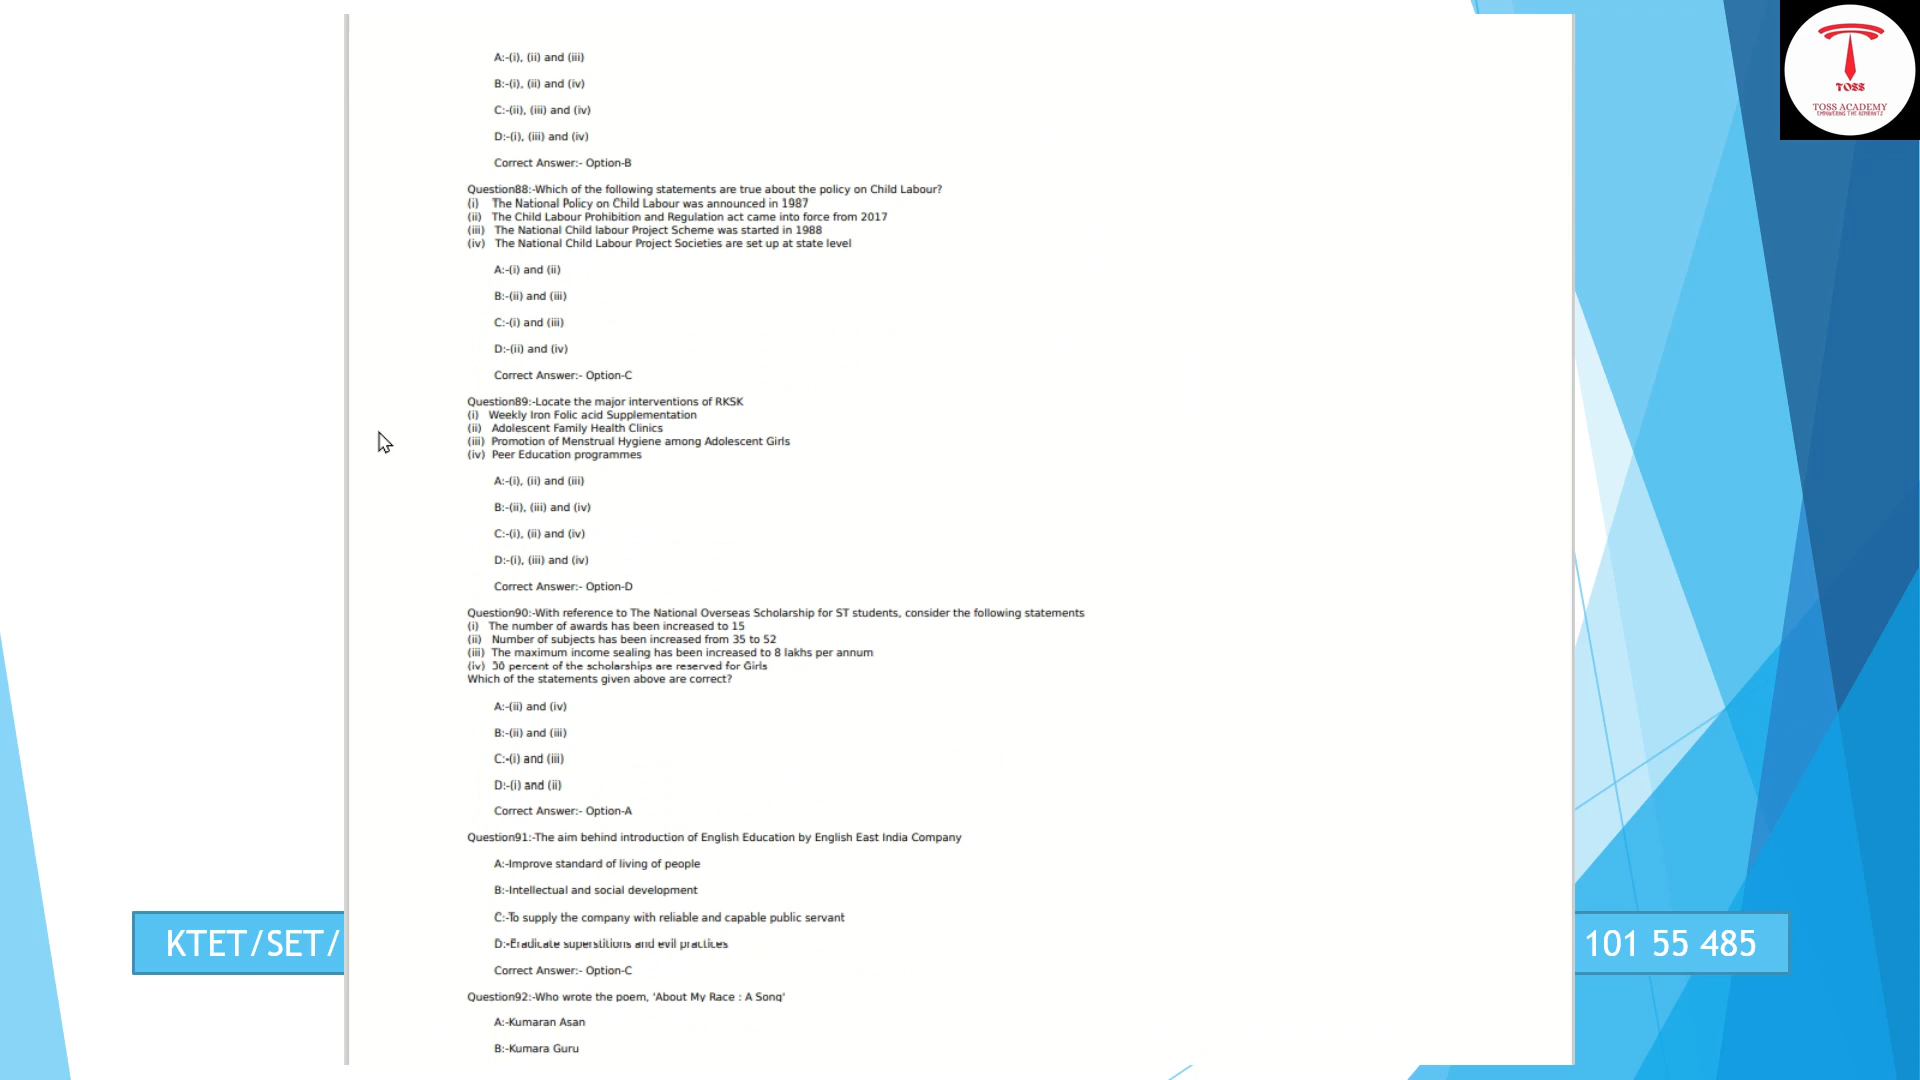 A:-(i), (ii) and (iii)
B:-(i), (ii) and (iv)
C:-(ii), (iii) and (iv)
D:-(i), (iii) and (iv)
Correct Answer:- Option-B
Question88:-Which of the following statements are true about the policy on Child Labour?
(i) The National Policy on Child Labour was announced in 1987
(ii) The Child Labour Prohibition and Regulation act came into force from 2017
(iii) The National Child labour Project Scheme was started in 1988
(iv) The National Child Labour Project Societies are set up at state level
A:-(i) and (ii)
B:-(ii) and (iii)
C:-(i) and (iii)
D:-(ii) and (iv)
Correct Answer:- Option-C
Question89:-Locate the major interventions of RKSK
(i) Weekly Iron Folic acid Supplementation
(ii) Adolescent Family Health Clinics
(iii) Promotion of Menstrual Hygiene among Adolescent Girls
(iv) Peer Education programmes
A:-(i), (ii) and (iii)
B:-(ii), (iii) and (iv)
C:-(i), (ii) and (iv)
D:-(i), (iii) and (iv)
Correct Answer:- Option-D
Question90:-With reference to The National Overseas Scholarship for ST students, consider the following statements
(i) The number of awards has been increased to 15
(ii) Number of subjects has been increased from 35 to 52
(iii) The maximum income sealing has been increased to 8 lakhs per annum
(iv) 30 percent of the scholarships are reserved for Girls
Which of the statements given above are correct?
A:-(ii) and (iv)
B:-(ii) and (iii)
C:-(i) and (iii)
D:-(i) and (ii)
Correct Answer:- Option-A
Question91:-The aim behind introduction of English Education by English East India Company
A:-Improve standard of living of people
B:-Intellectual and social development
C:-To supply the company with reliable and capable public servant
D:-Eradicate superstitions and evil practices
Correct Answer:- Option-C
Question92:-Who wrote the poem, 'About My Race : A Song'
A:-Kumaran Asan
B:-Kumara Guru
KTET/SET/
101 55 485
TOSS
TOSS ACADEMY
EMPOWERING THE ASPIRANTS